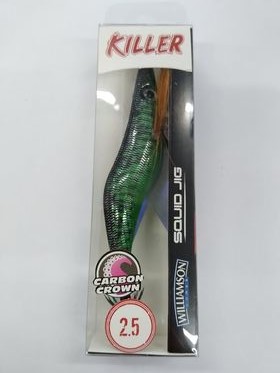 KILLER
CARBON
CROWN
2.5
SQUID JIG
WILLIAMSON